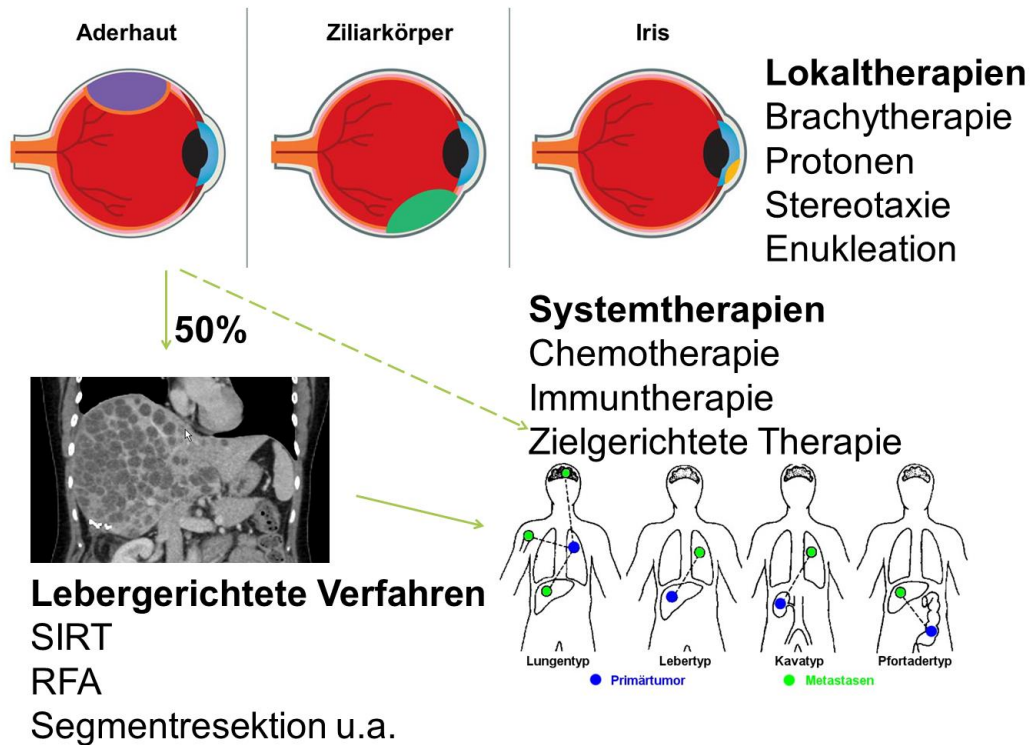 Aderhaut
Ziliarkörper
Iris
Lokaltherapien
Brachytherapie
Protonen
Stereotaxie
Enukleation
50%
Systemtherapien
Chemotherapie
Immuntherapie
Zielgerichtete Therapie
Lebergerichtete Verfahren
SIRT
RFA
Segmentresektion u.a.
Lungentyp Lebertyp Kavatyp Pfortadertyp
Primärtumor Metastasen